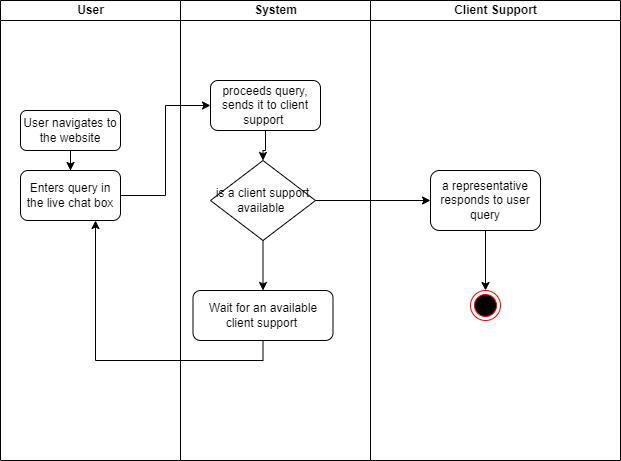 User
System
Client Support
User navigates to
the website
Enters query in
the live chat box
proceeds query,
sends it to client
support
is a client support
available
Wait for an available
client support
a representative
responds to user
query